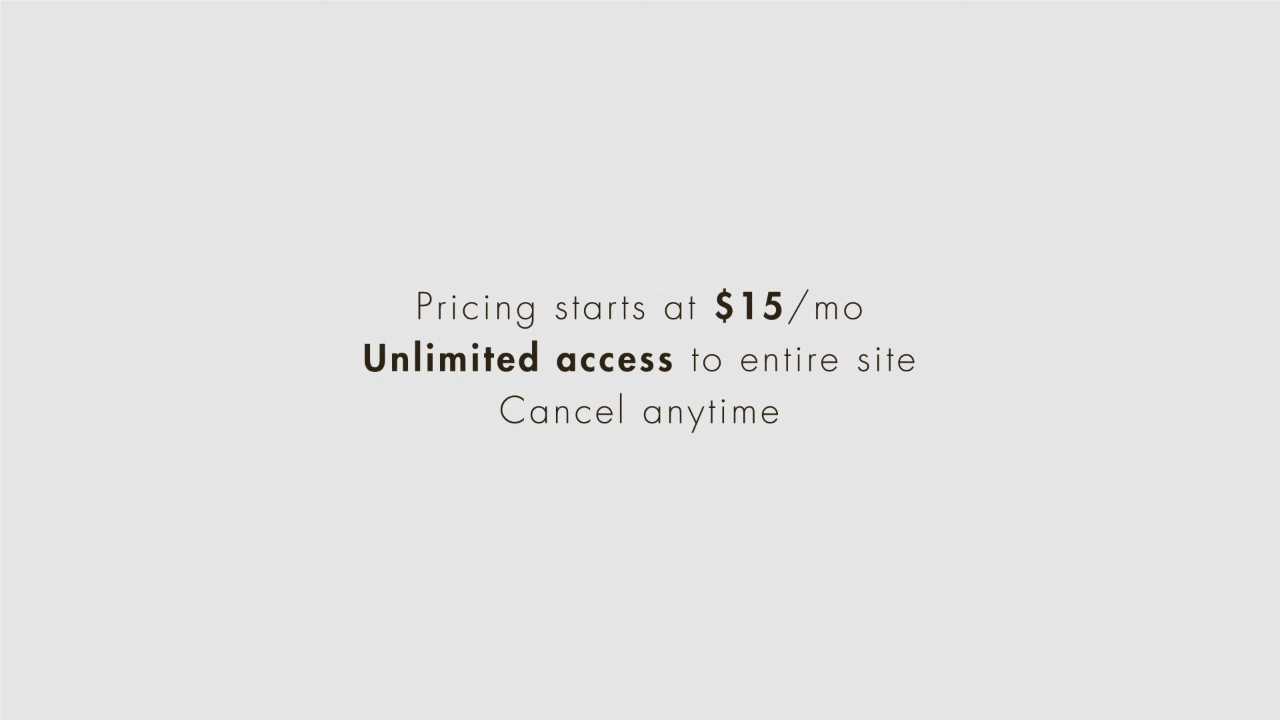 Pricing starts at $15/mo
Unlimited access to entire site
Cancel anytime